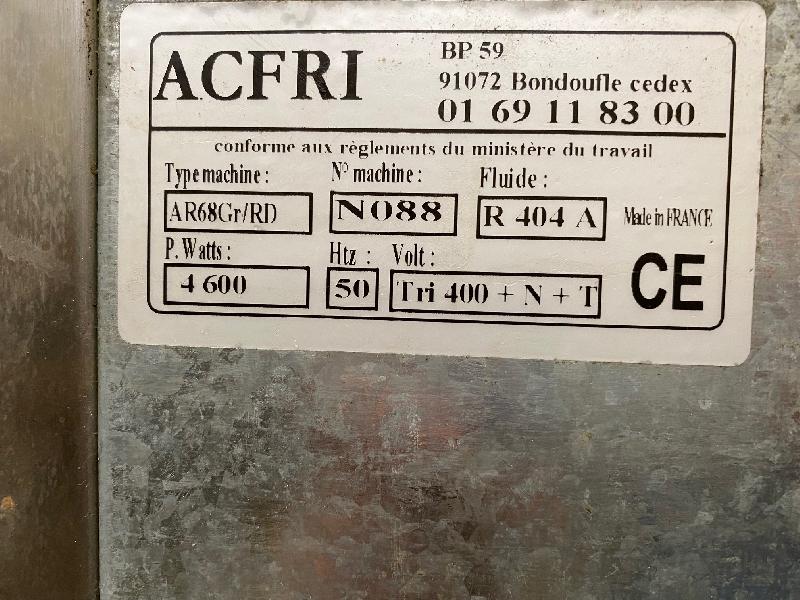 ACFRI
BP 59
91072 Bondoufle cedex
01 69 11 83 00
conforme aux règlements du ministère du travail
Type machine : N° machine : Fluide :
AR68Gr/RD N088 R 404 A Made in FRANCE
P. Watts : Htz : Volt :
4 600 50 Tri 400 + N + T CE